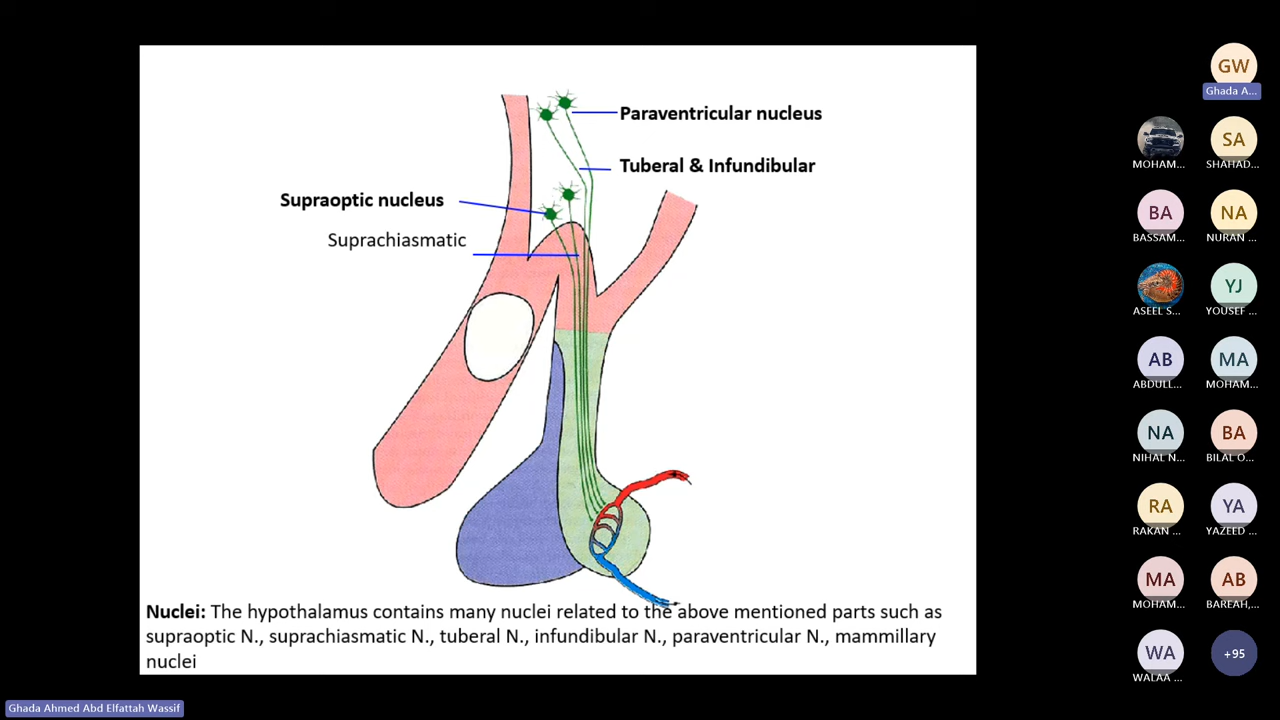 Paraventricular nucleus
Tuberal & Infundibular
Supraoptic nucleus
Suprachiasmatic
Nuclei: The hypothalamus contains many nuclei related to the above mentioned parts such as
supraoptic N., suprachiasmatic N., tuberal N., infundibular N., paraventricular N., mammillary
nuclei
Ghada Ahmed Abd Elfattah Wassif
GW
Ghada A...
MOHAM...
SA
SHAHAD...
BA
BASSAM...
NA
NURAN ...
ASEEL S...
YJ
YOUSEF ...
AB
ABDULL...
MA
MOHAM...
NA
NIHAL N...
BA
BILAL O...
RA
RAKAN ...
YA
YAZEED ...
MA
MOHAM...
AB
BAREAH,...
WA
WALAA ...
+95